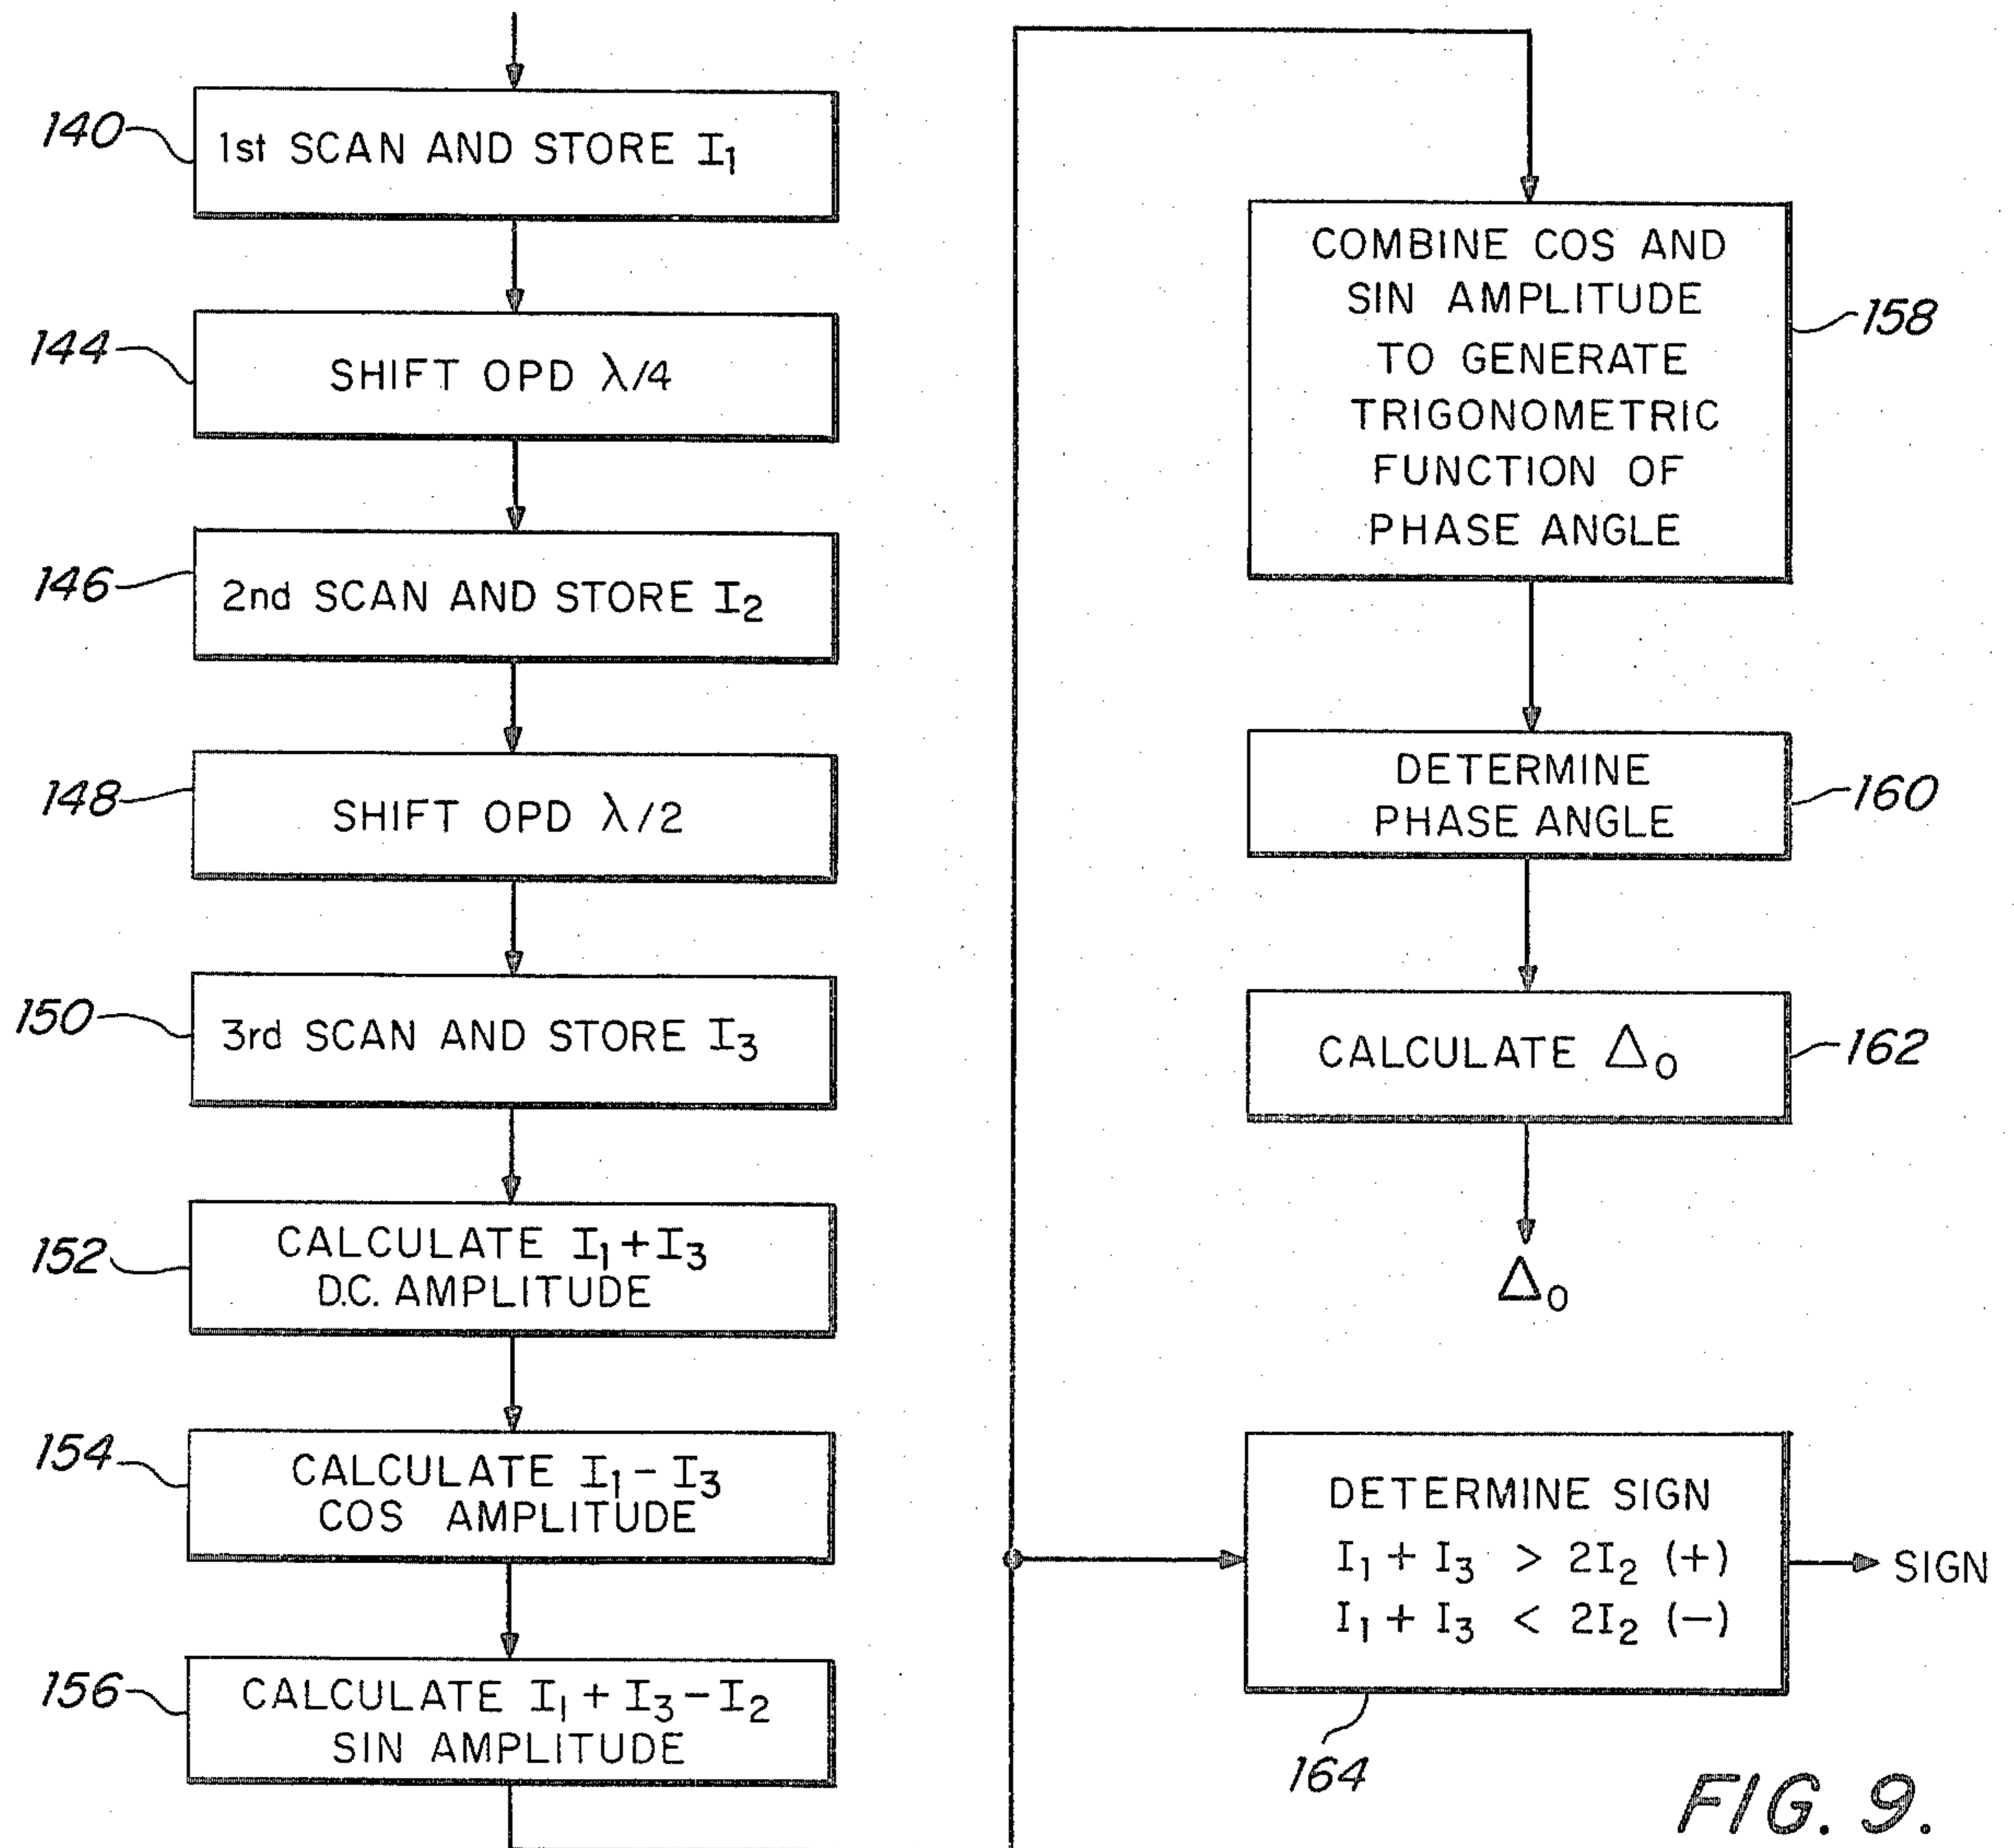 140
1st SCAN AND STORE I₁
144
SHIFT OPD λ/4
146
2nd SCAN AND STORE I₂
148
SHIFT OPD λ/2
150
3rd SCAN AND STORE I₃
152
CALCULATE I₁+I₃
D.C. AMPLITUDE
154
CALCULATE I₁-I₃
COS AMPLITUDE
156
CALCULATE I₁+I₃-I₂
SIN AMPLITUDE
COMBINE COS AND
SIN AMPLITUDE
TO GENERATE
TRIGONOMETRIC
FUNCTION OF
PHASE ANGLE
158
DETERMINE
PHASE ANGLE
160
CALCULATE Δ₀
162
Δ₀
DETERMINE SIGN
I₁ + I₃ > 2I₂ (+)
I₁ + I₃ < 2I₂ (-)
SIGN
164
FIG. 9.